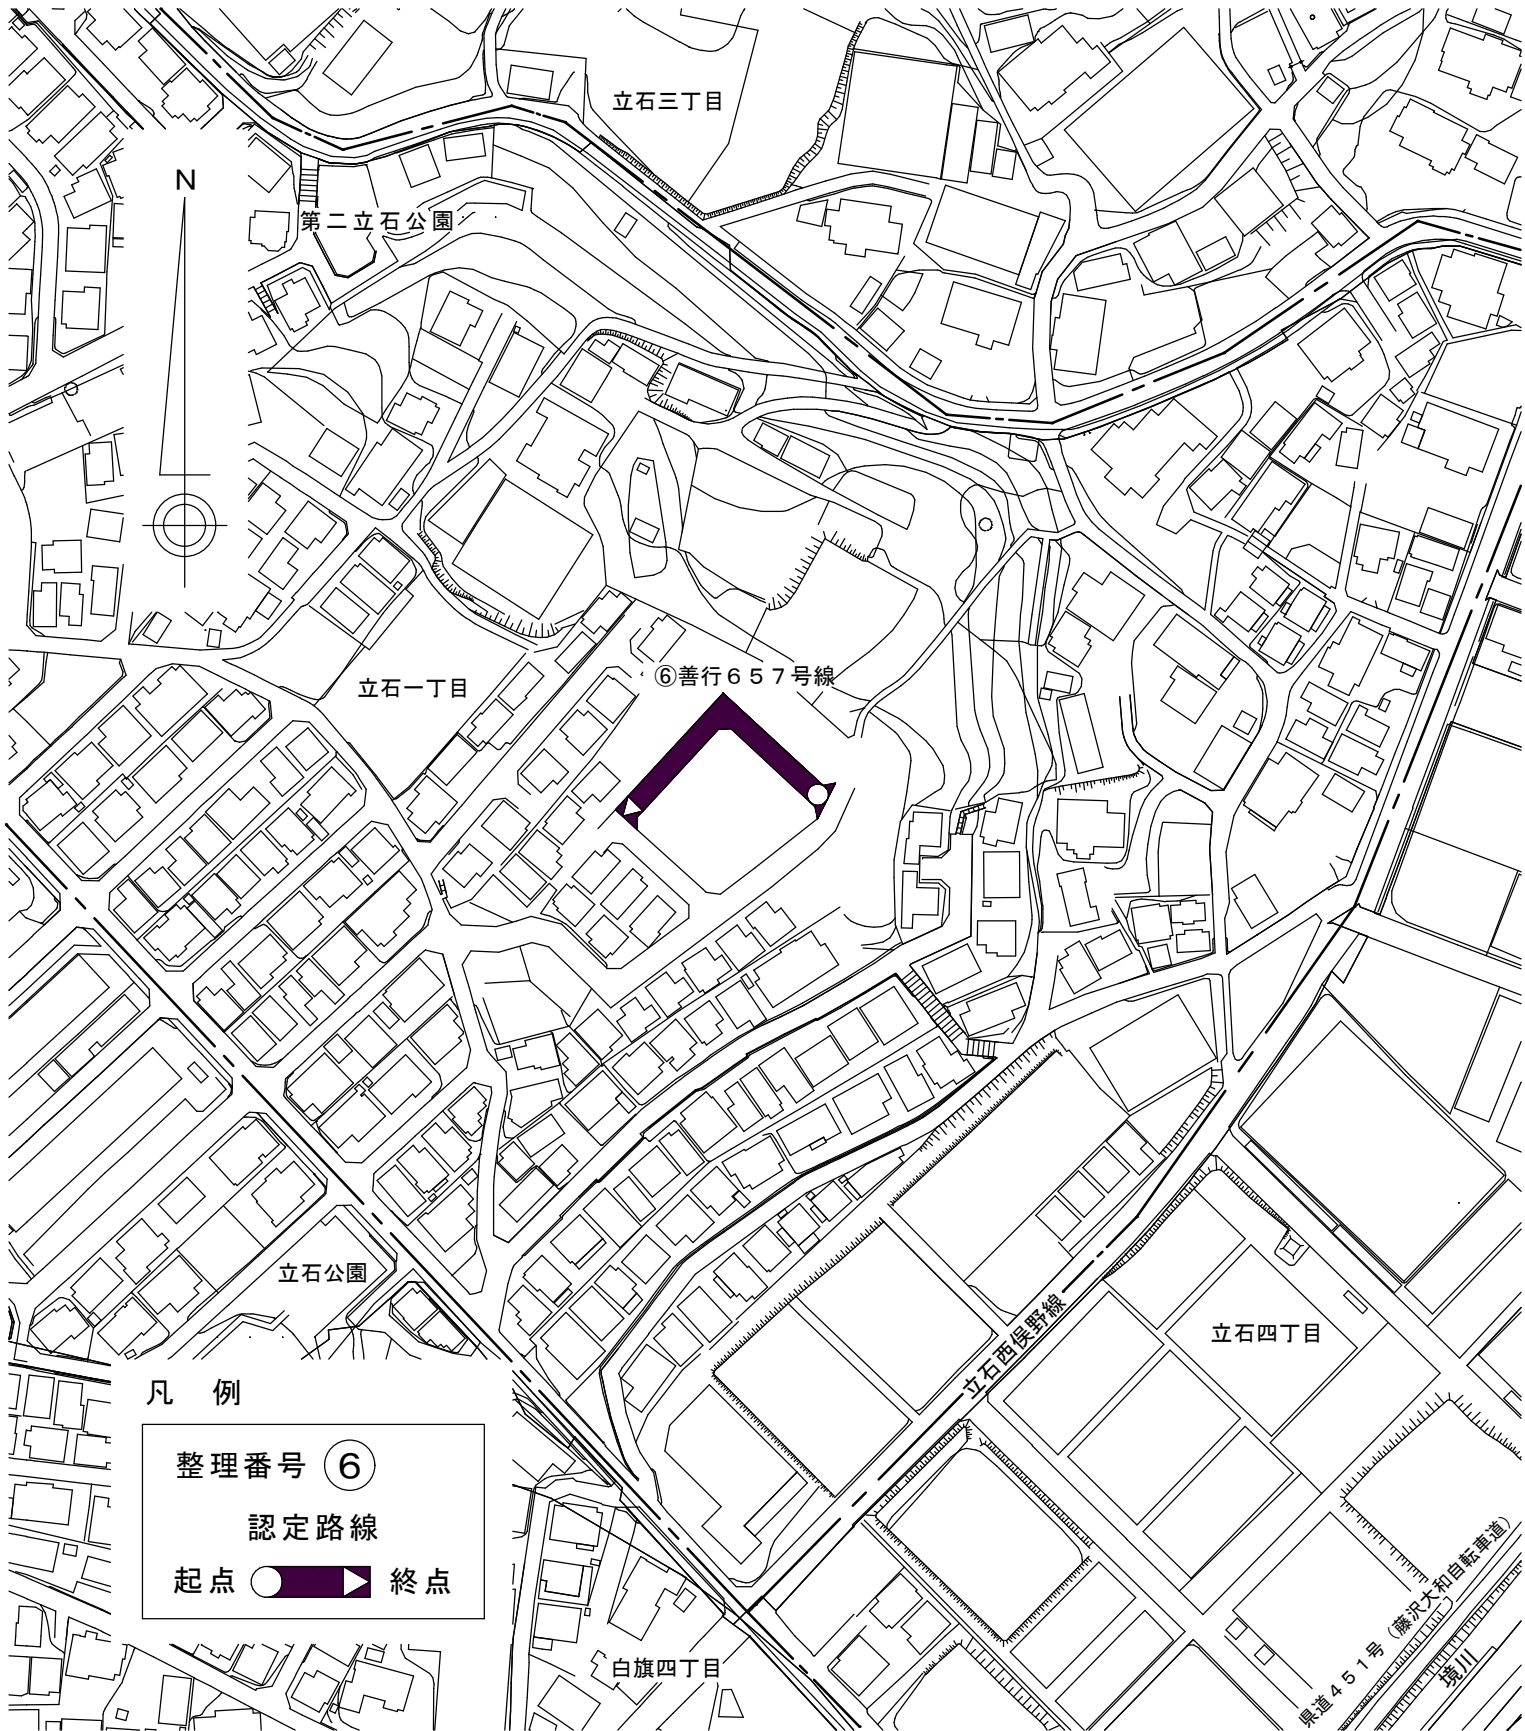 立石三丁目
N
第二立石公園
⑥善行６５７号線
立石一丁目
立石公園
立石西俣野線
立石四丁目
凡 例
整理番号 ⑥
認定路線
起点 終点
白旗四丁目
県道４５１号（藤沢大和自転車道）
境川